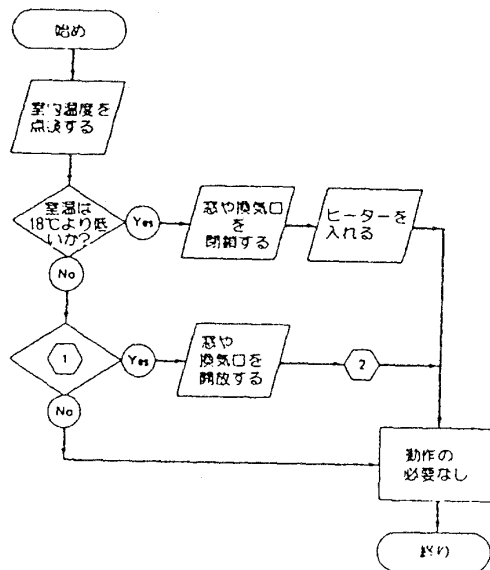 始め
室内温度を
点検する
室温は
18℃より低
いか?
Yes
窓や換気口
を
閉鎖する
ヒーターを
入れる
No
1
Yes
窓や
換気口を
開放する
2
No
動作の
必要なし
終り